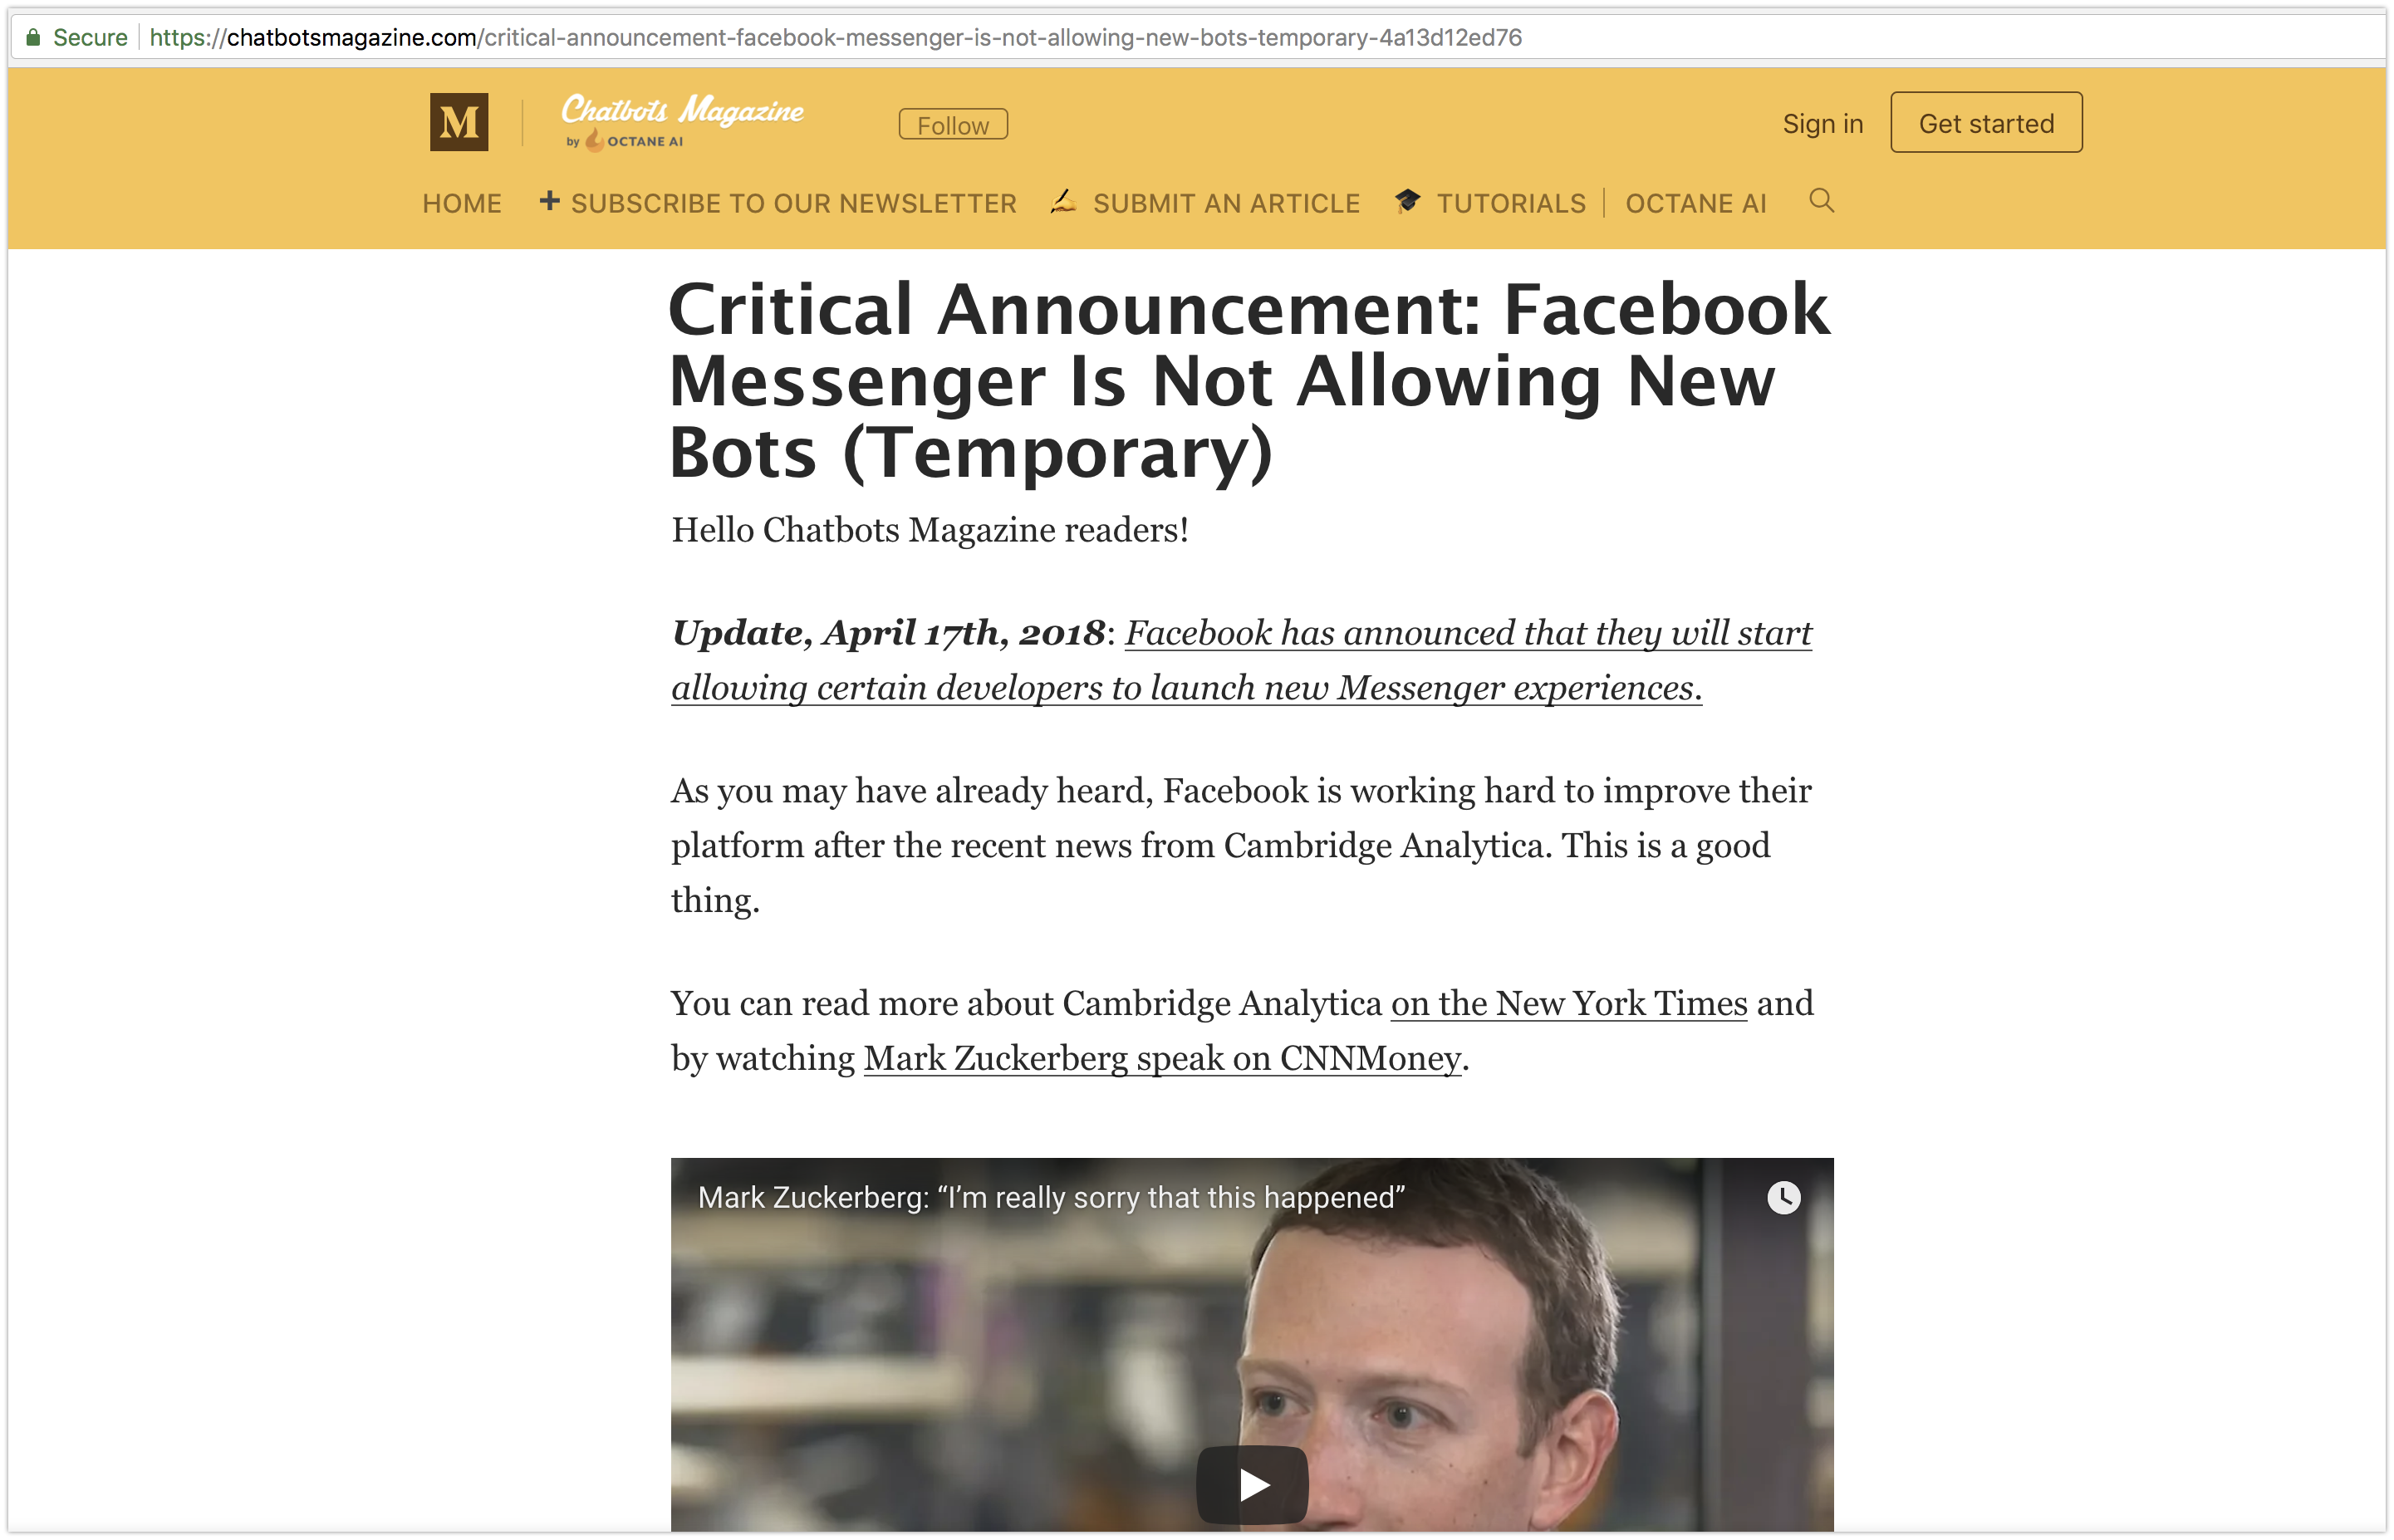 Secure https://chatbotsmagazine.com/critical-announcement-facebook-messenger-is-not-allowing-new-bots-temporary-4a13d12ed76
M Chatbots Magazine Follow Sign in Get started
by OCTANE AI
HOME SUBSCRIBE TO OUR NEWSLETTER SUBMIT AN ARTICLE TUTORIALS OCTANE AI
Critical Announcement: Facebook
Messenger Is Not Allowing New
Bots (Temporary)
Hello Chatbots Magazine readers!
Update, April 17th, 2018: Facebook has announced that they will start
allowing certain developers to launch new Messenger experiences.
As you may have already heard, Facebook is working hard to improve their
platform after the recent news from Cambridge Analytica. This is a good
thing.
You can read more about Cambridge Analytica on the New York Times and
by watching Mark Zuckerberg speak on CNNMoney.
Mark Zuckerberg: “I’m really sorry that this happened”